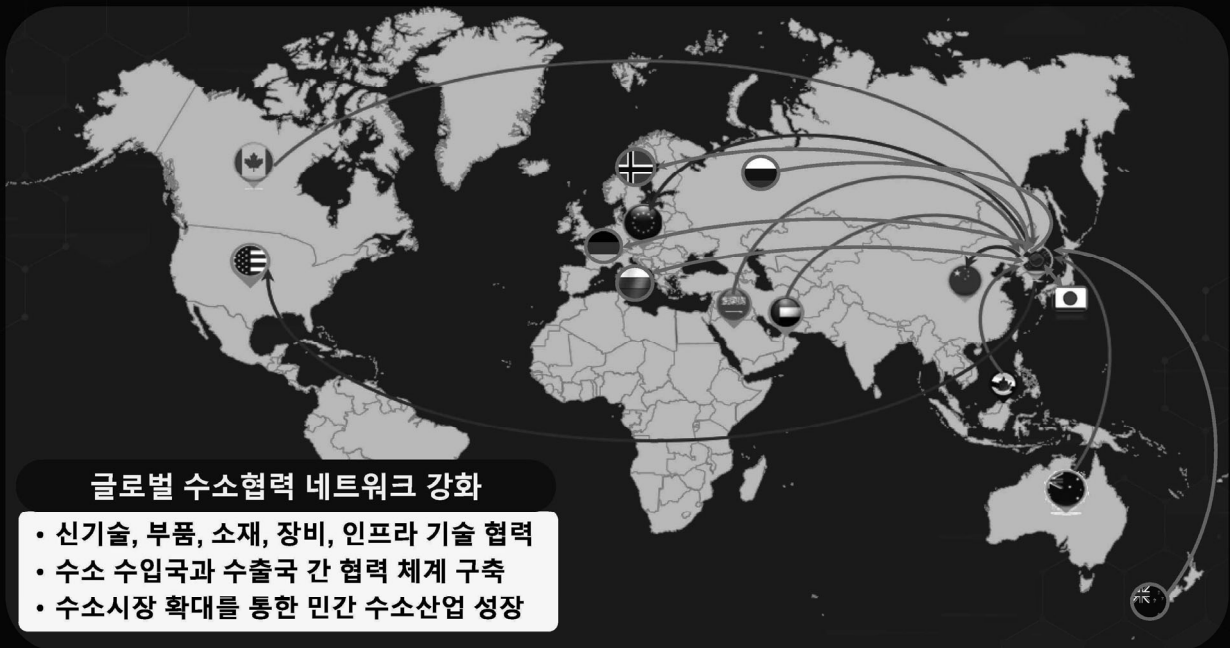 글로벌 수소협력 네트워크 강화
• 신기술, 부품, 소재, 장비, 인프라 기술 협력
• 수소 수입국과 수출국 간 협력 체계 구축
• 수소시장 확대를 통한 민간 수소산업 성장